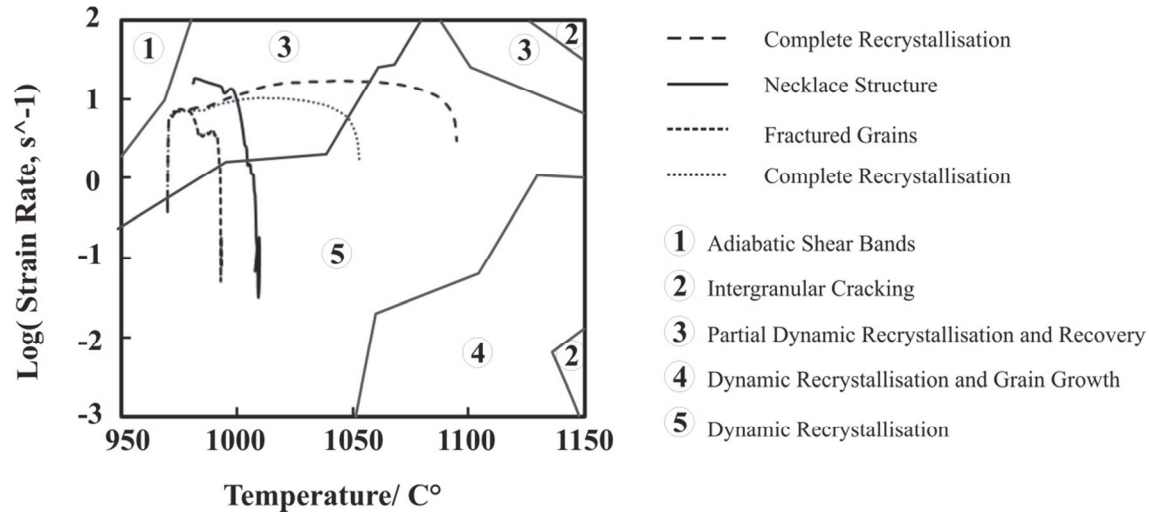 2
1
0
-1
-2
-3
Log( Strain Rate, s^-1)
950 1000 1050 1100 1150
Temperature/ C°
1
3
3
2
5
4
2
Complete Recrystallisation
Necklace Structure
Fractured Grains
Complete Recrystallisation
1 Adiabatic Shear Bands
2 Intergranular Cracking
3 Partial Dynamic Recrystallisation and Recovery
4 Dynamic Recrystallisation and Grain Growth
5 Dynamic Recrystallisation